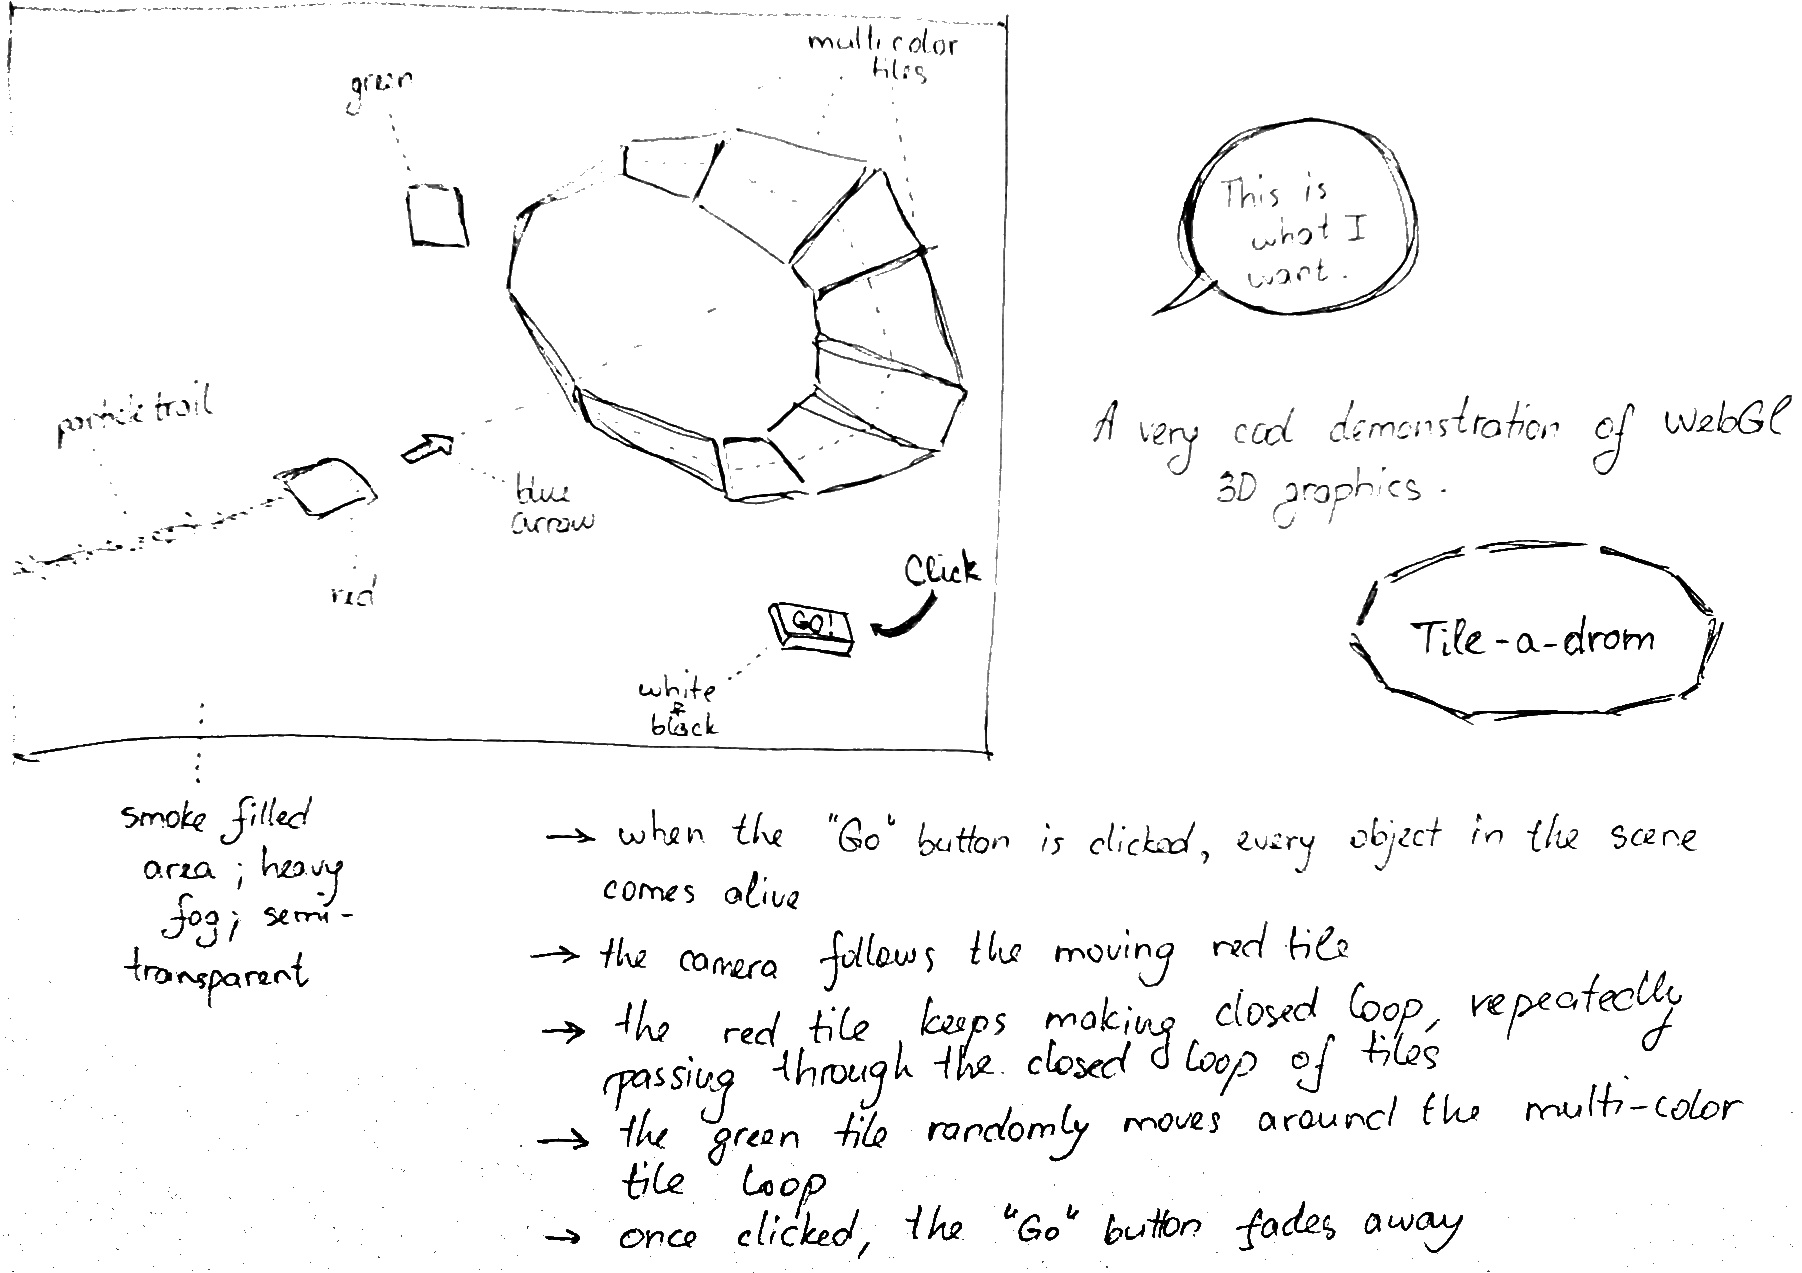 multicolor
tiles
green
This is
what I
want.
particle trail
A very cool demonstration of WebGL
3D graphics.
blue
arrow
red
Click
GO!
Tile-a-drom
white
&
black
smoke filled
area; heavy
fog; semi-
transparent
→ when the "Go" button is clicked, every object in the scene
comes alive
→ the camera follows the moving red tile
→ the red tile keeps making closed loop, repeatedly
passing through the closed loop of tiles
→ the green tile randomly moves around the multi-color
tile loop
→ once clicked, the "Go" button fades away